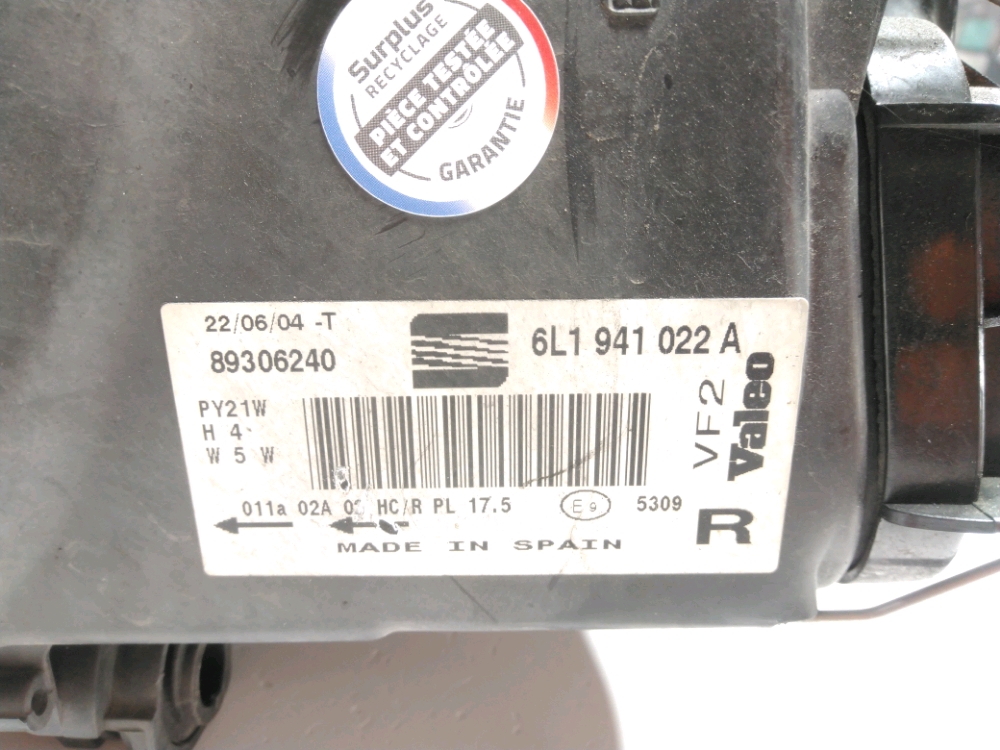 Surplus
RECYCLAGE
PIÈCE TESTÉE
ET CONTRÔLÉE
GARANTIE
22/06/04 -T
89306240
6L1 941 022 A
PY21W
H 4
W 5 W
VF2
Valeo
011a 02A HC/R PL 17.5
E9
5309
R
MADE IN SPAIN